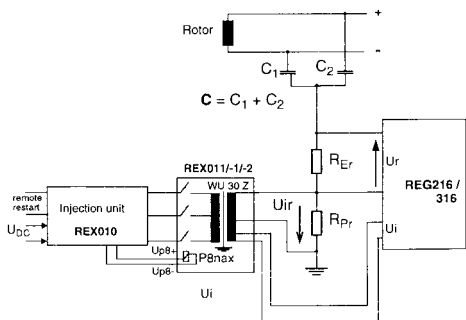 +
Rotor
-
C1 C2
C = C1 + C2
REX011/-1/-2
WU 30 Z
REr
Ur
REG216 /
316
remote
restart
Injection unit
REX010
UDC
Uir
RPr
Ui
Up8+
P8nax
Up8-
Ui